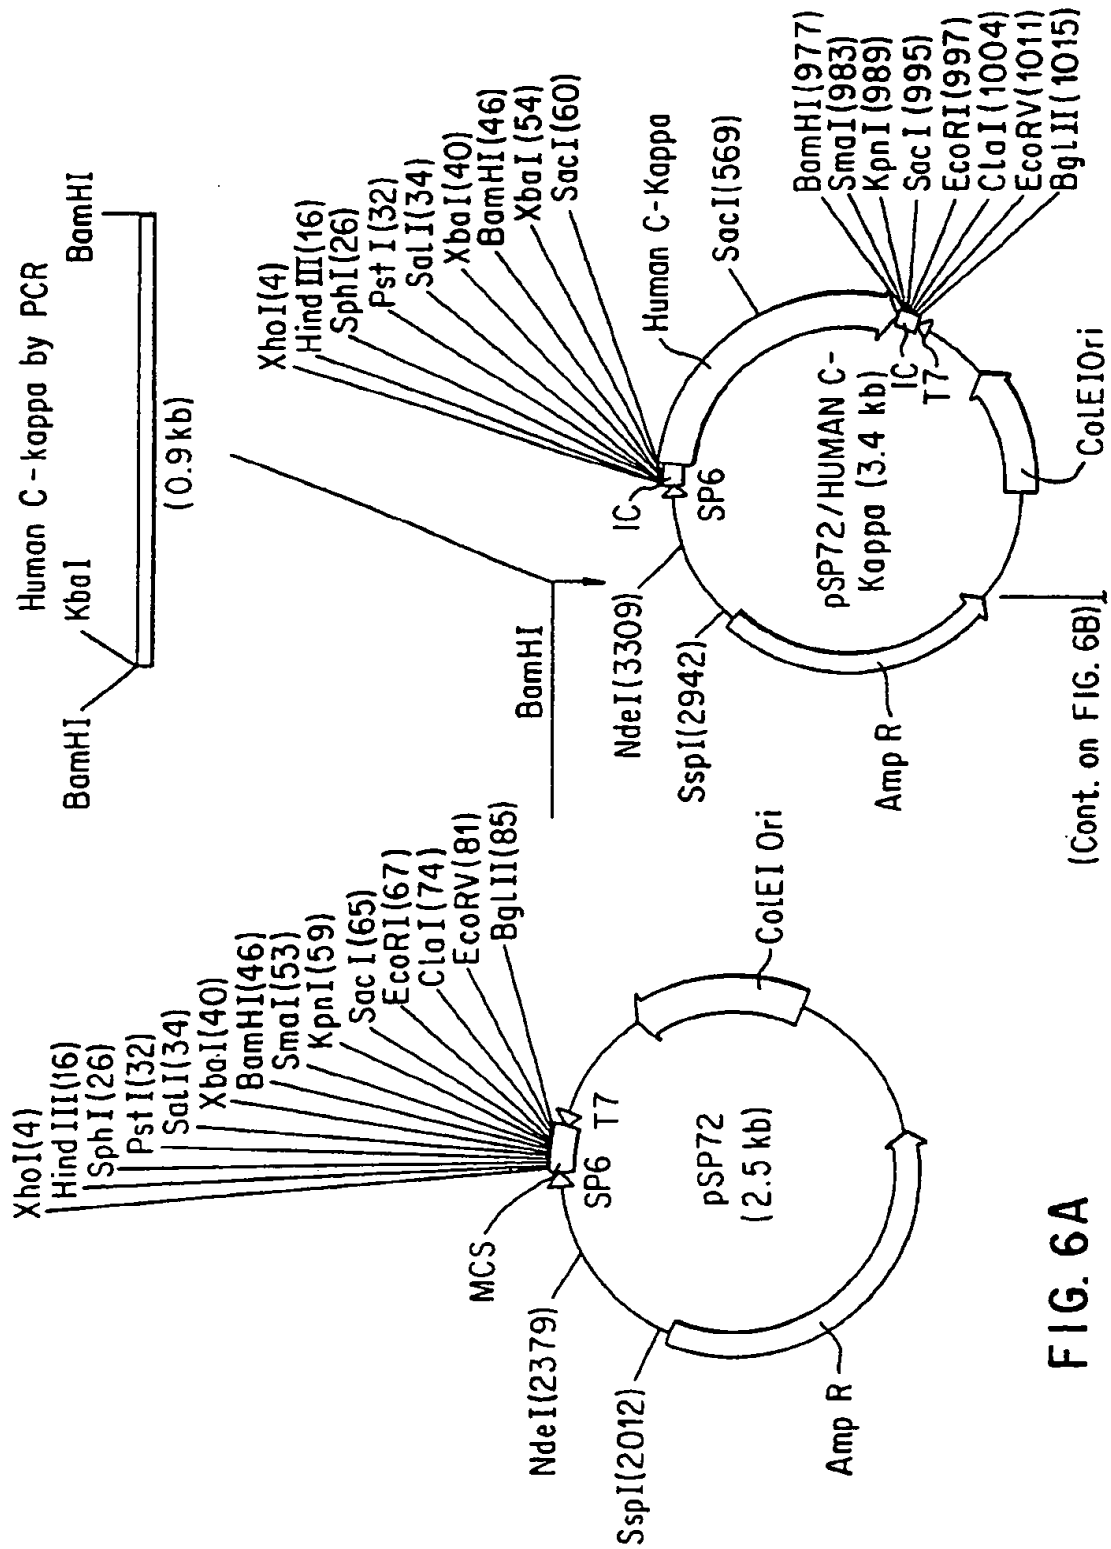 Human C-kappa by PCR
BamHI
KbaI
BamHI
(0.9kb)
XhoI(4)
HindIII(16)
SphI(26)
PstI(32)
SalI(34)
XbaI(40)
BamHI(46)
SmaI(53)
KpnI(59)
SacI(65)
EcoRI(67)
ClaI(74)
EcoRV(81)
BglII(85)
MCS
SP6
T7
NdeI(2379)
SspI(2012)
pSP72
(2.5 kb)
ColEI Ori
Amp R
BamHI
XhoI(4)
HindIII(16)
SphI(26)
PstI(32)
SalI(34)
XbaI(40)
BamHI(46)
XbaI(54)
SacI(60)
IC
SP6
Human C-Kappa
SacI(569)
NdeI(3309)
SspI(2942)
pSP72/HUMAN C-
Kappa (3.4 kb)
IC
T7
BamHI(977)
SmaI(983)
KpnI(989)
SacI(995)
EcoRI(997)
ClaI(1004)
EcoRV(1011)
BglII(1015)
ColEIOri
Amp R
(Cont. on FIG. 6B)
FIG. 6A